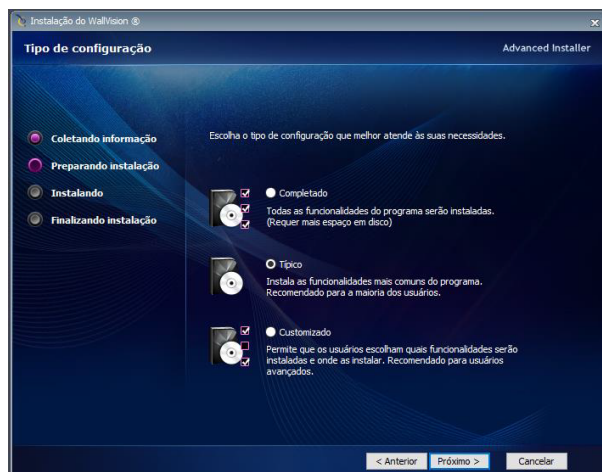 Instalação do WallVision ®
Tipo de configuração
Advanced Installer
Coletando informação
Preparando instalação
Instalando
Finalizando instalação
Escolha o tipo de configuração que melhor atende às suas necessidades.
Completado
Todas as funcionalidades do programa serão instaladas.
(Requer mais espaço em disco)
Típico
Instala as funcionalidades mais comuns do programa.
Recomendado para a maioria dos usuários.
Customizado
Permite que os usuários escolham quais funcionalidades serão
instaladas e onde as instalar. Recomendado para usuários
avançados.
< Anterior
Próximo >
Cancelar